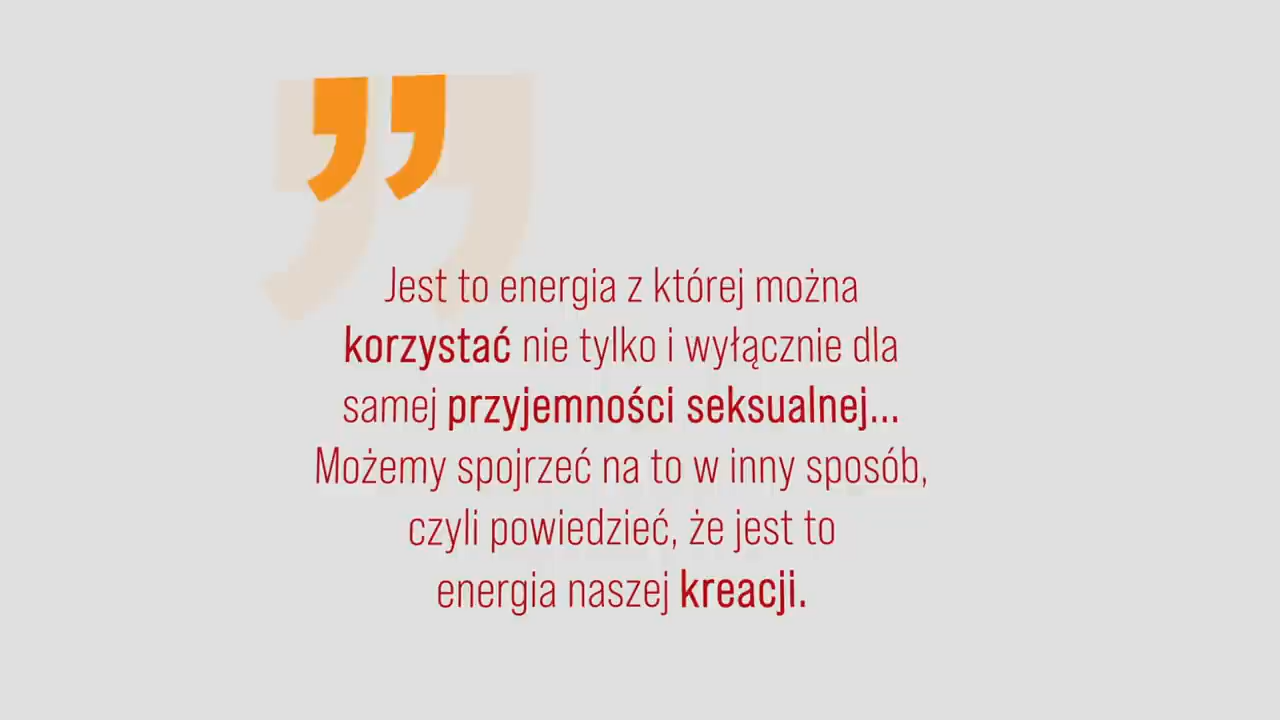 Jest to energia z której można
korzystać nie tylko i wyłącznie dla
samej przyjemności seksualnej...
Możemy spojrzeć na to w inny sposób,
czyli powiedzieć, że jest to
energia naszej kreacji.